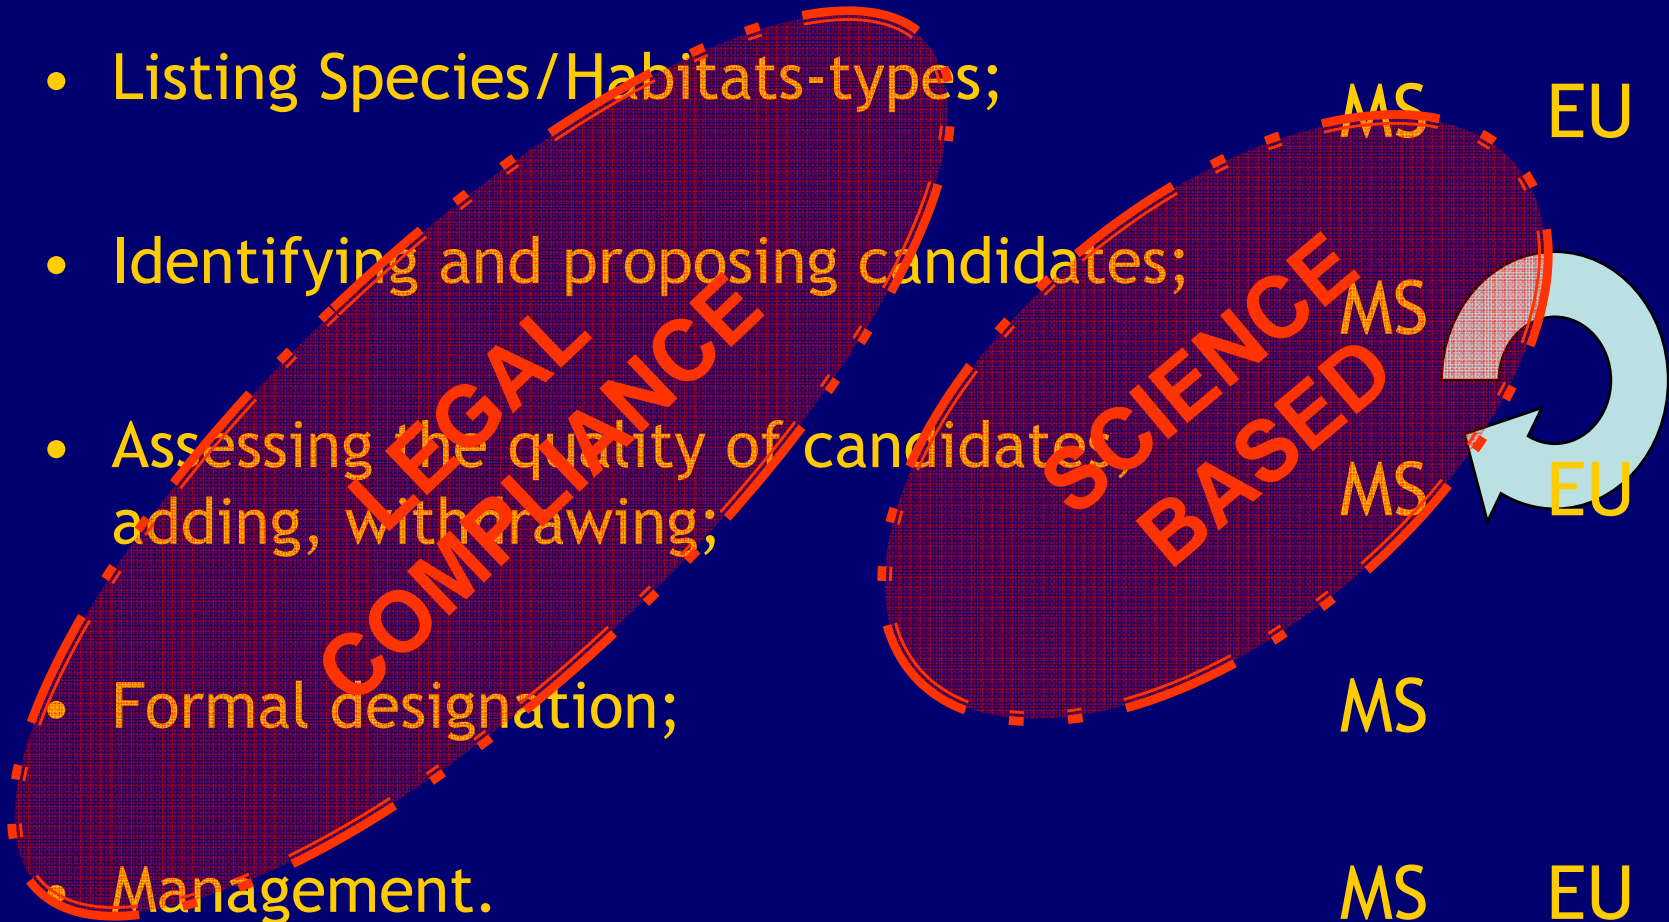 • Listing Species/Habitats-types; MS EU
• Identifying and proposing candidates; MS
• Assessing the quality of candidates, MS EU
adding, withdrawing;
• Formal designation; MS
• Management. MS EU
LEGAL
COMPLIANCE
SCIENCE
BASED